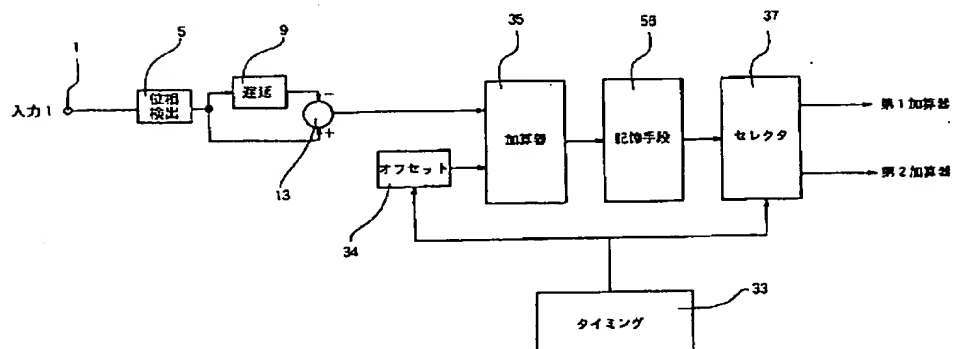 1
5
9
35
56
37
入力1
位相
検出
遅延
−
+
13
加算器
記憶手段
セレクタ
第1加算器
第2加算器
オフセット
34
33
タイミング